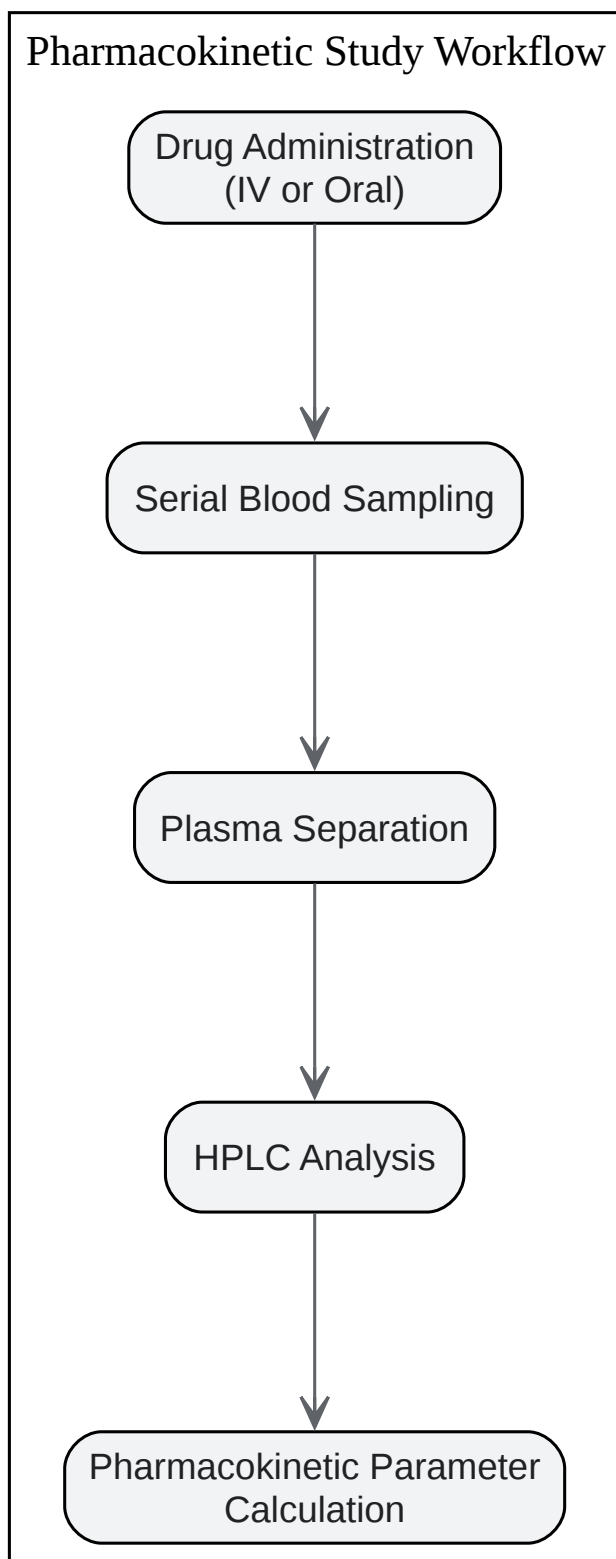 Pharmacokinetic Study Workflow
Drug Administration
(IV or Oral)
Serial Blood Sampling
Plasma Separation
HPLC Analysis
Pharmacokinetic Parameter
Calculation